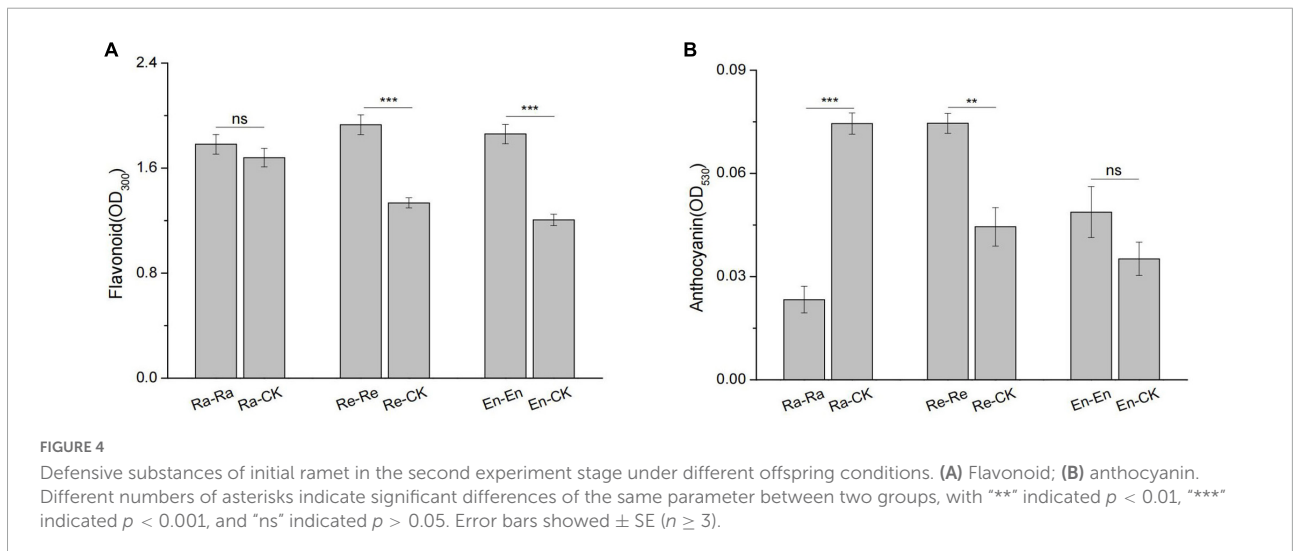 A
2.4
1.6
0.8
0.0
Flavonoid(OD300)
ns
***
***
Ra-Ra
Ra-CK
Re-Re
Re-CK
En-En
En-CK
B
0.09
0.06
0.03
0.00
Anthocyanin(OD530)
***
**
ns
Ra-Ra
Ra-CK
Re-Re
Re-CK
En-En
En-CK
FIGURE 4
Defensive substances of initial ramet in the second experiment stage under different offspring conditions. (A) Flavonoid; (B) anthocyanin.
Different numbers of asterisks indicate significant differences of the same parameter between two groups, with "**" indicated p < 0.01, "***"
indicated p < 0.001, and "ns" indicated p > 0.05. Error bars showed ± SE (n ≥ 3).